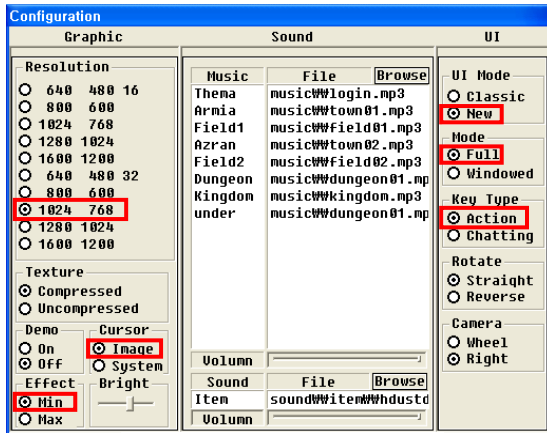 Configuration
Graphic
Resolution
640 480 16
800 600
1024 768
1280 1024
1600 1200
640 480 32
800 600
1024 768
1280 1024
1600 1200
Texture
Compressed
Uncompressed
Demo
On
Off
Cursor
Image
System
Effect
Min
Max
Bright
Sound
Music File Browse
Thema music₩₩login.mp3
Armia music₩₩town01.mp3
Field1 music₩₩field01.mp3
Azran music₩₩town02.mp3
Field2 music₩₩field02.mp3
Dungeon music₩₩dungeon01.mp
Kingdom music₩₩kingdom.mp3
under music₩₩dungeon01.mp
Volumn
Sound File Browse
Item sound₩₩item₩₩hdustd
Volumn
UI
UI Mode
Classic
New
Mode
Full
Windowed
Key Type
Action
Chatting
Rotate
Straight
Reverse
Camera
Wheel
Right